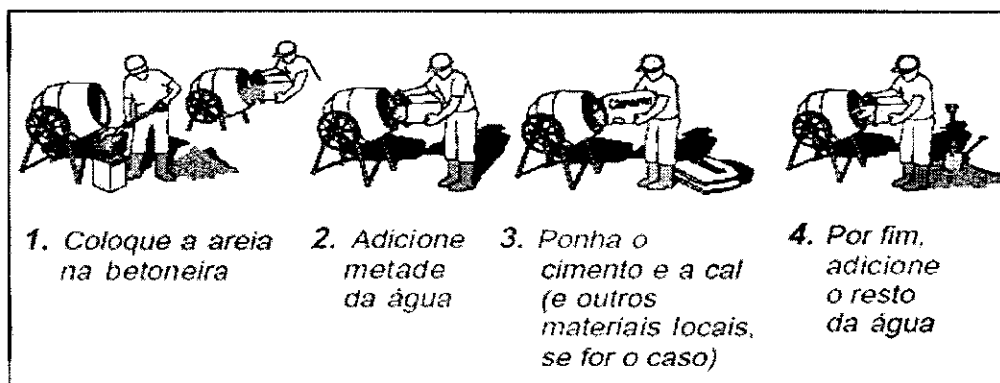 1. Coloque a areia
na betoneira
2. Adicione
metade
da água
3. Ponha o
cimento e a cal
(e outros
materiais locais,
se for o caso)
4. Por fim,
adicione
o resto
da água